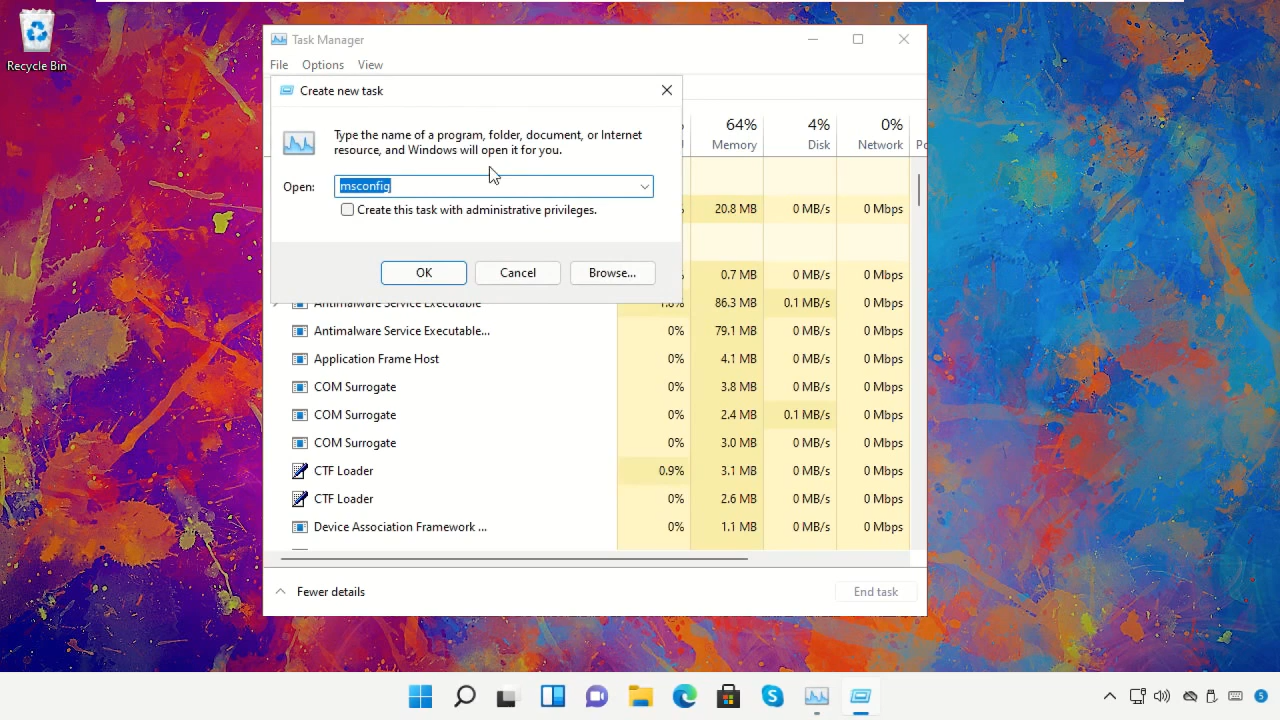 Recycle Bin
Task Manager
File Options View
Create new task
Type the name of a program, folder, document, or Internet
resource, and Windows will open it for you.
Open: msconfig
Create this task with administrative privileges.
OK Cancel Browse...
64% 4% 0%
Memory Disk Network
20.8 MB 0 MB/s 0 Mbps
0.7 MB 0 MB/s 0 Mbps
Antimalware Service Executable 86.3 MB 0.1 MB/s 0 Mbps
Antimalware Service Executable... 0% 79.1 MB 0 MB/s 0 Mbps
Application Frame Host 0% 4.1 MB 0 MB/s 0 Mbps
COM Surrogate 0% 3.8 MB 0 MB/s 0 Mbps
COM Surrogate 0% 2.4 MB 0.1 MB/s 0 Mbps
COM Surrogate 0% 3.0 MB 0 MB/s 0 Mbps
CTF Loader 0.9% 3.1 MB 0 MB/s 0 Mbps
CTF Loader 0% 2.6 MB 0 MB/s 0 Mbps
Device Association Framework ... 0% 1.1 MB 0 MB/s 0 Mbps
Fewer details End task
5